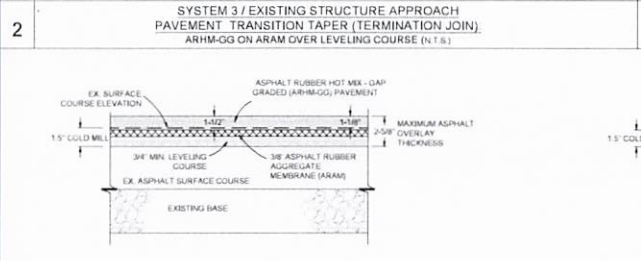 2
SYSTEM 3 / EXISTING STRUCTURE APPROACH
PAVEMENT TRANSITION TAPER (TERMINATION JOIN)
ARHM-GG ON ARAM OVER LEVELING COURSE (N.T.S.)
EX. SURFACE
COURSE ELEVATION
ASPHALT RUBBER HOT MIX - GAP
GRADED (ARHM-GG) PAVEMENT
1-1/2"
1-1/8"
1.5" COLD MILL
2-5/8"
MAXIMUM ASPHALT
OVERLAY
THICKNESS
3/4" MIN. LEVELING
COURSE
3/8" ASPHALT RUBBER
AGGREGATE
MEMBRANE (ARAM)
EX. ASPHALT SURFACE COURSE
EXISTING BASE
1.5" COL